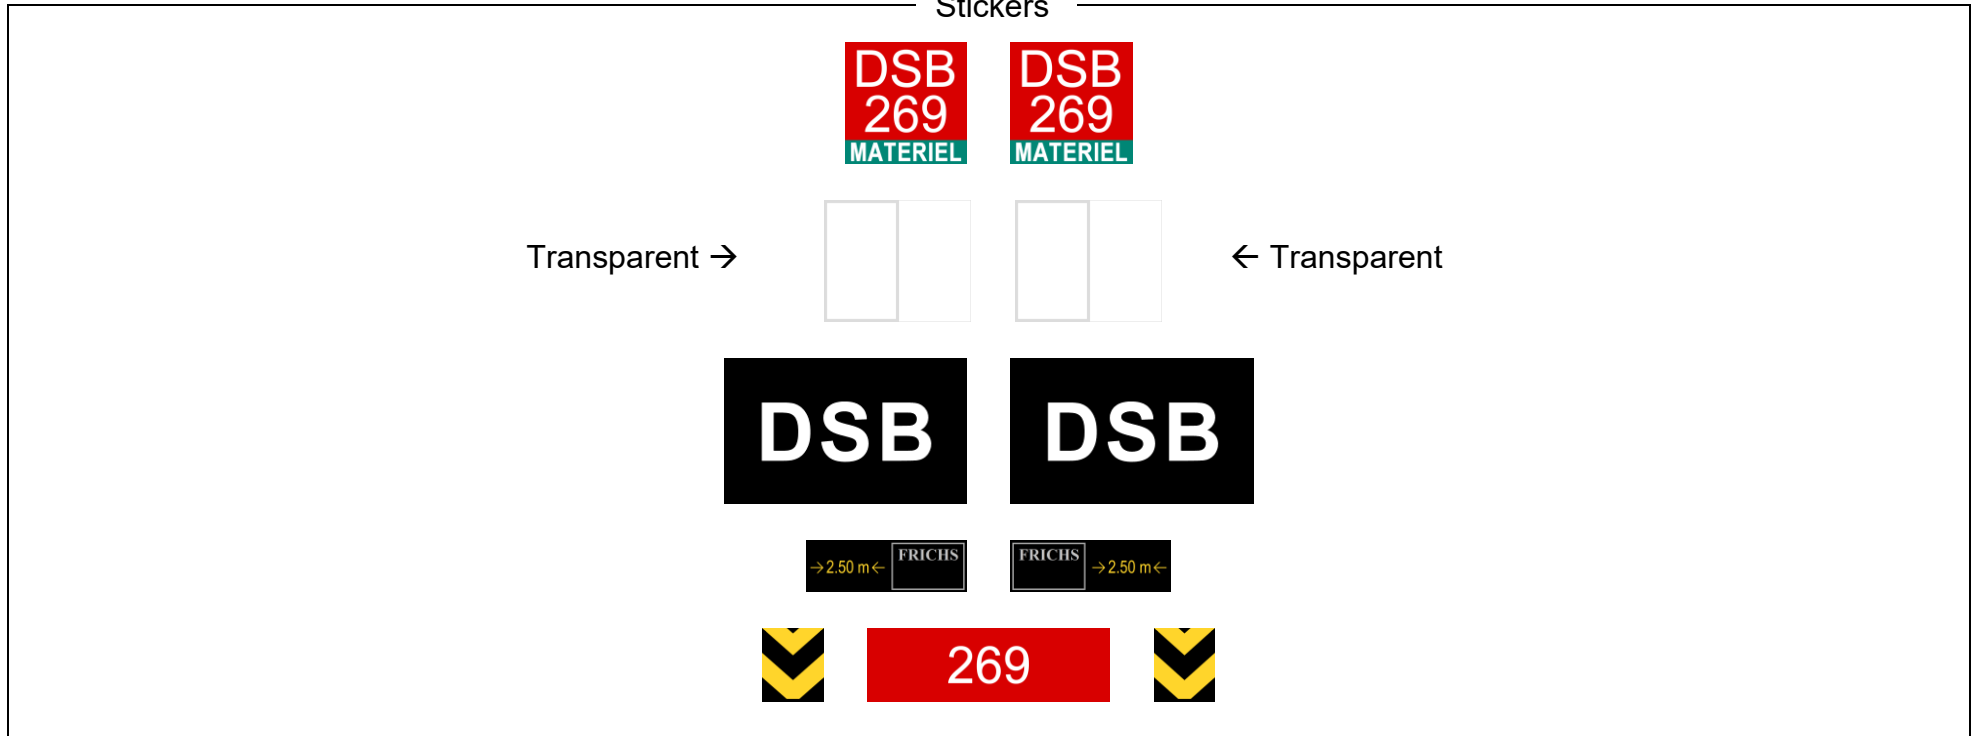 Stickers
DSB DSB
269 269
MATERIEL MATERIEL
Transparent → ← Transparent
DSB DSB
→2.50 m← FRICHS FRICHS →2.50 m←
269